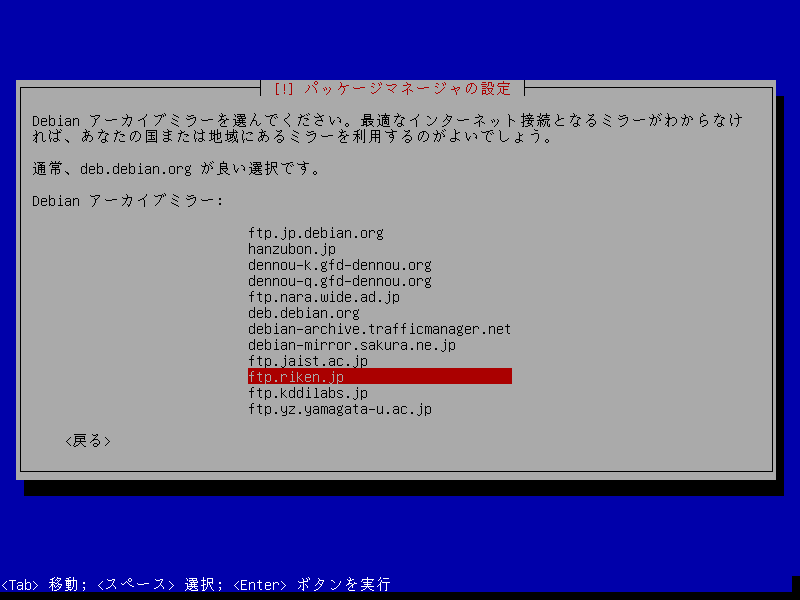 [!] パッケージマネージャの設定
Debian アーカイブミラーを選んでください。最適なインターネット接続となるミラーがわからなけ
れば、あなたの国または地域にあるミラーを利用するのがよいでしょう。
通常、deb.debian.org が良い選択です。
Debian アーカイブミラー:
ftp.jp.debian.org
hanzubon.jp
dennou-k.gfd-dennou.org
dennou-q.gfd-dennou.org
ftp.nara.wide.ad.jp
deb.debian.org
debian-archive.trafficmanager.net
debian-mirror.sakura.ne.jp
ftp.jaist.ac.jp
ftp.riken.jp
ftp.kddilabs.jp
ftp.yz.yamagata-u.ac.jp
<戻る>
<Tab> 移動; <スペース> 選択; <Enter> ボタンを実行